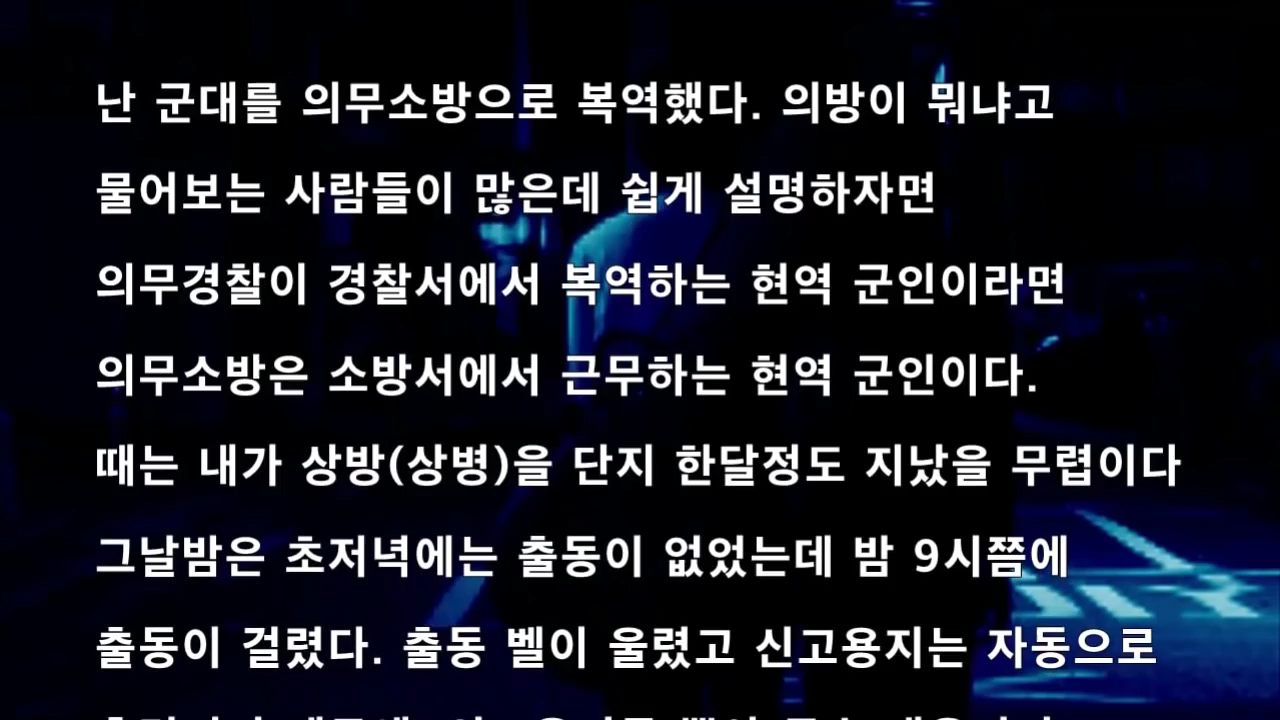 난 군대를 의무소방으로 복역했다. 의방이 뭐냐고
물어보는 사람들이 많은데 쉽게 설명하자면
의무경찰이 경찰서에서 복역하는 현역 군인이라면
의무소방은 소방서에서 근무하는 현역 군인이다.
때는 내가 상방(상병)을 단지 한달정도 지났을 무렵이다
그날밤은 초저녁에는 출동이 없었는데 밤 9시쯤에
출동이 걸렸다. 출동 벨이 울렸고 신고용지는 자동으로